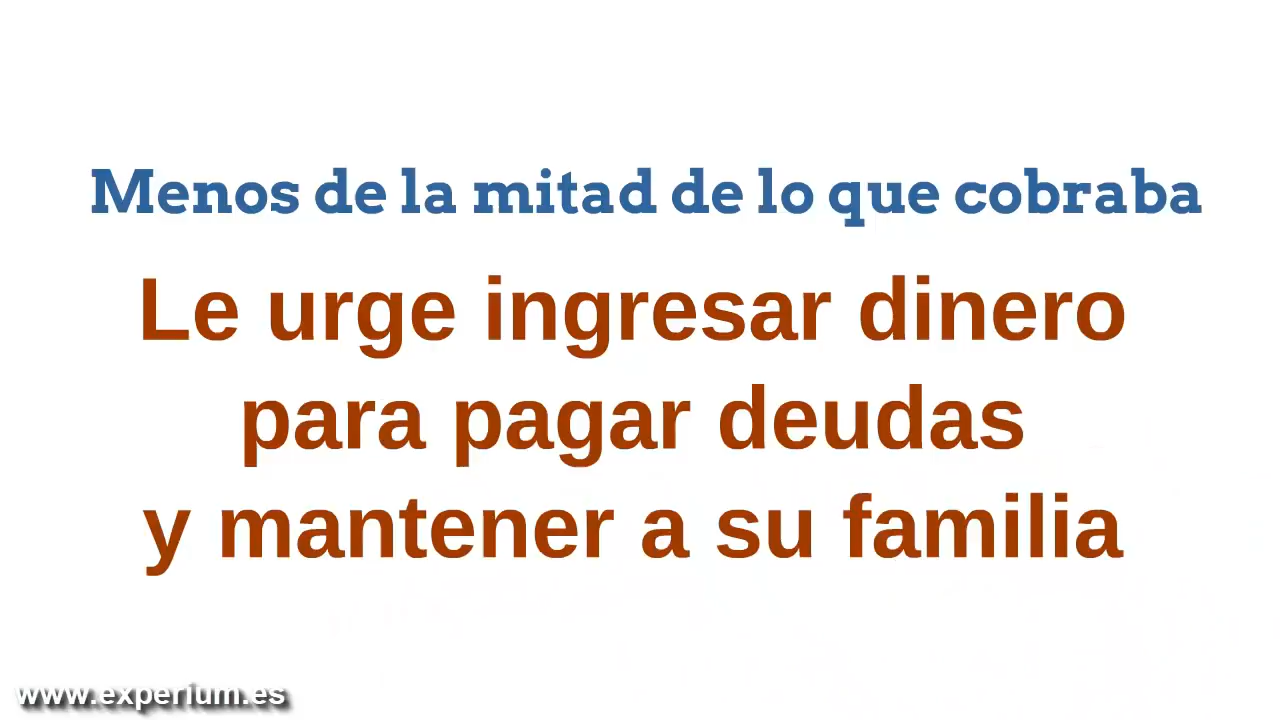 Menos de la mitad de lo que cobraba
Le urge ingresar dinero
para pagar deudas
y mantener a su familia
www.experium.es